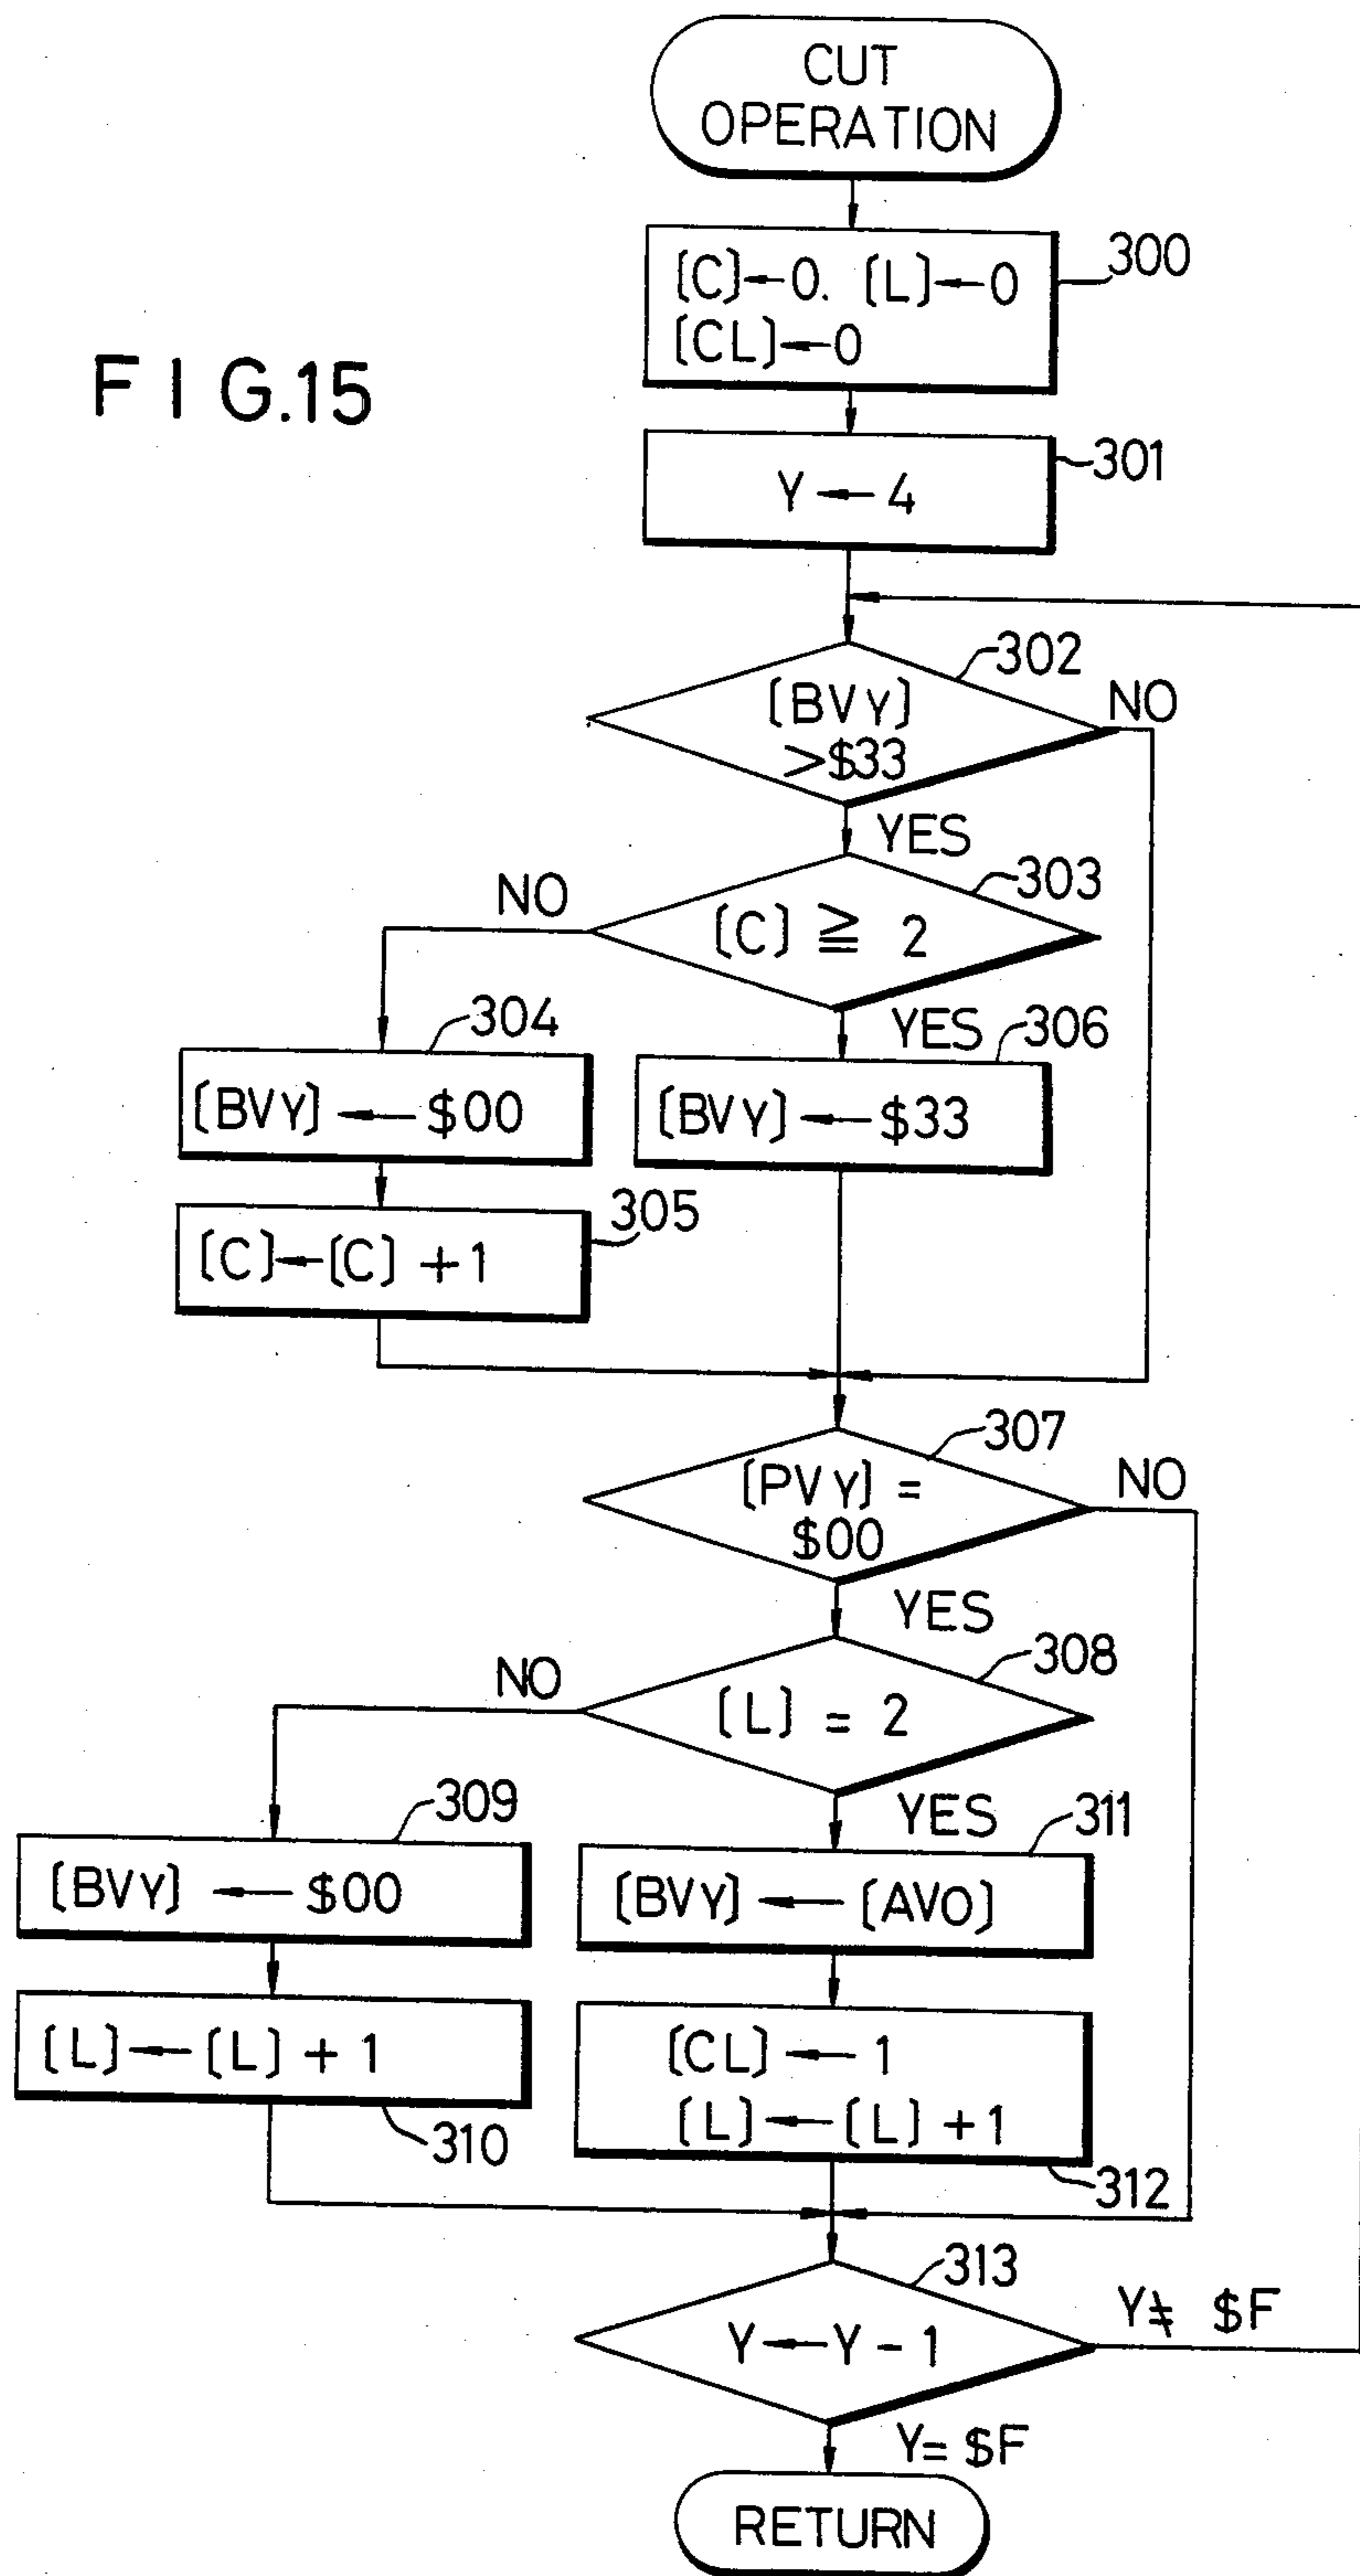 CUT
OPERATION
[C]←0. [L]←0
[CL]←0
300
FIG.15
Y←4
301
302
[BVY]
>$33
NO
YES
303
NO
[C] ≧ 2
YES
304
306
[BVY] ← $00
[BVY] ← $33
305
[C]←[C] + 1
307
[PVY] =
$00
NO
YES
308
NO
[L] = 2
YES
309
311
[BVY] ← $00
[BVY] ← [AV0]
[L]←[L] + 1
[CL] ← 1
[L] ← [L] + 1
310
312
313
Y←Y - 1
Y≠ $F
Y= $F
RETURN